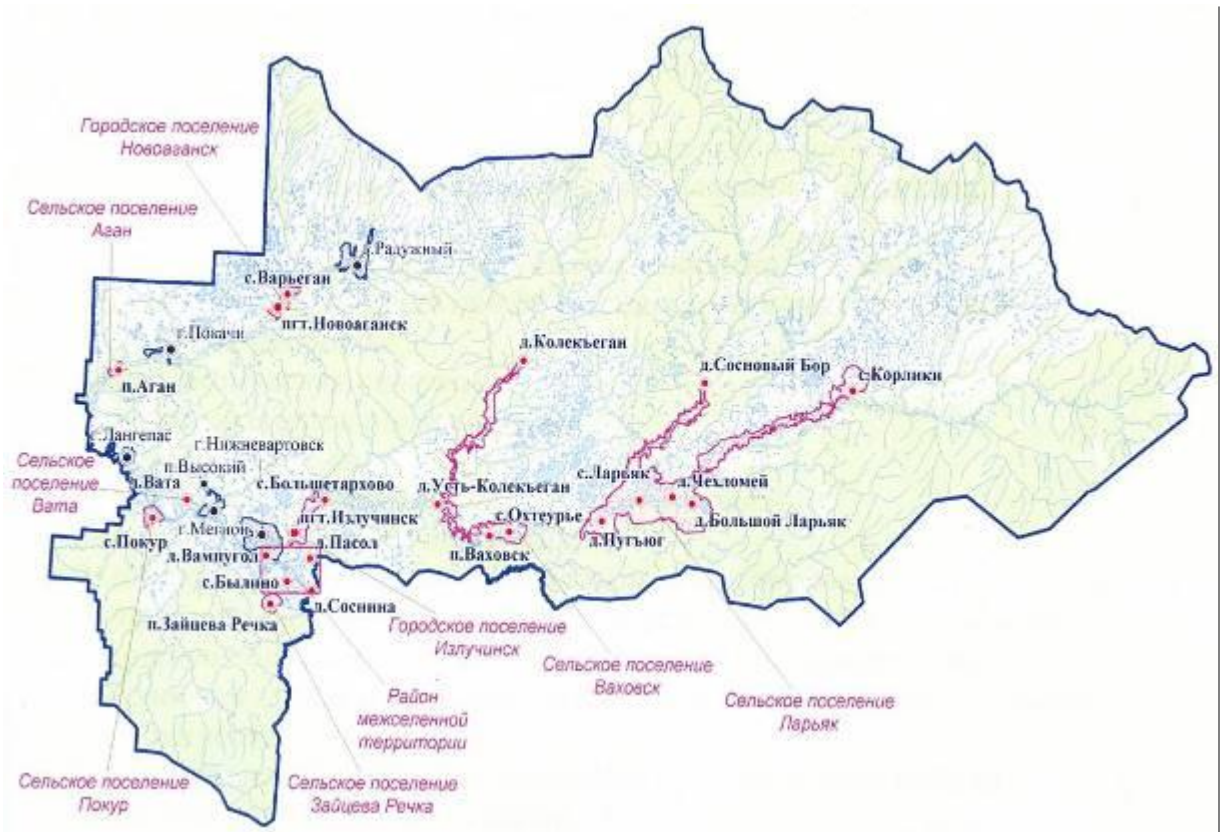 Городское поселение
Новоаганск
Сельское поселение
Аган
г.Радужный
с.Варьеган
пгт.Новоаганск
г.Покачи
п.Аган
д.Колекъеган
д.Сосновый Бор
с.Корлики
г.Лангепас
г.Нижневартовск
Сельское
поселение
Вата
п.Высокий
д.Вата
с.Большетархово
д.Усть-Колекъеган
с.Ларьяк
д.Чехломей
с.Покур
г.Мегион
пгт.Излучинск
с.Охтеурье
д.Большой Ларьяк
д.Вампугол
д.Пасол
п.Ваховск
д.Пугъюг
с.Былино
д.Соснина
п.Зайцева Речка
Городское поселение
Излучинск
Сельское поселение
Ваховск
Сельское поселение
Ларьяк
Район
межселенной
территории
Сельское поселение
Покур
Сельское поселение
Зайцева Речка